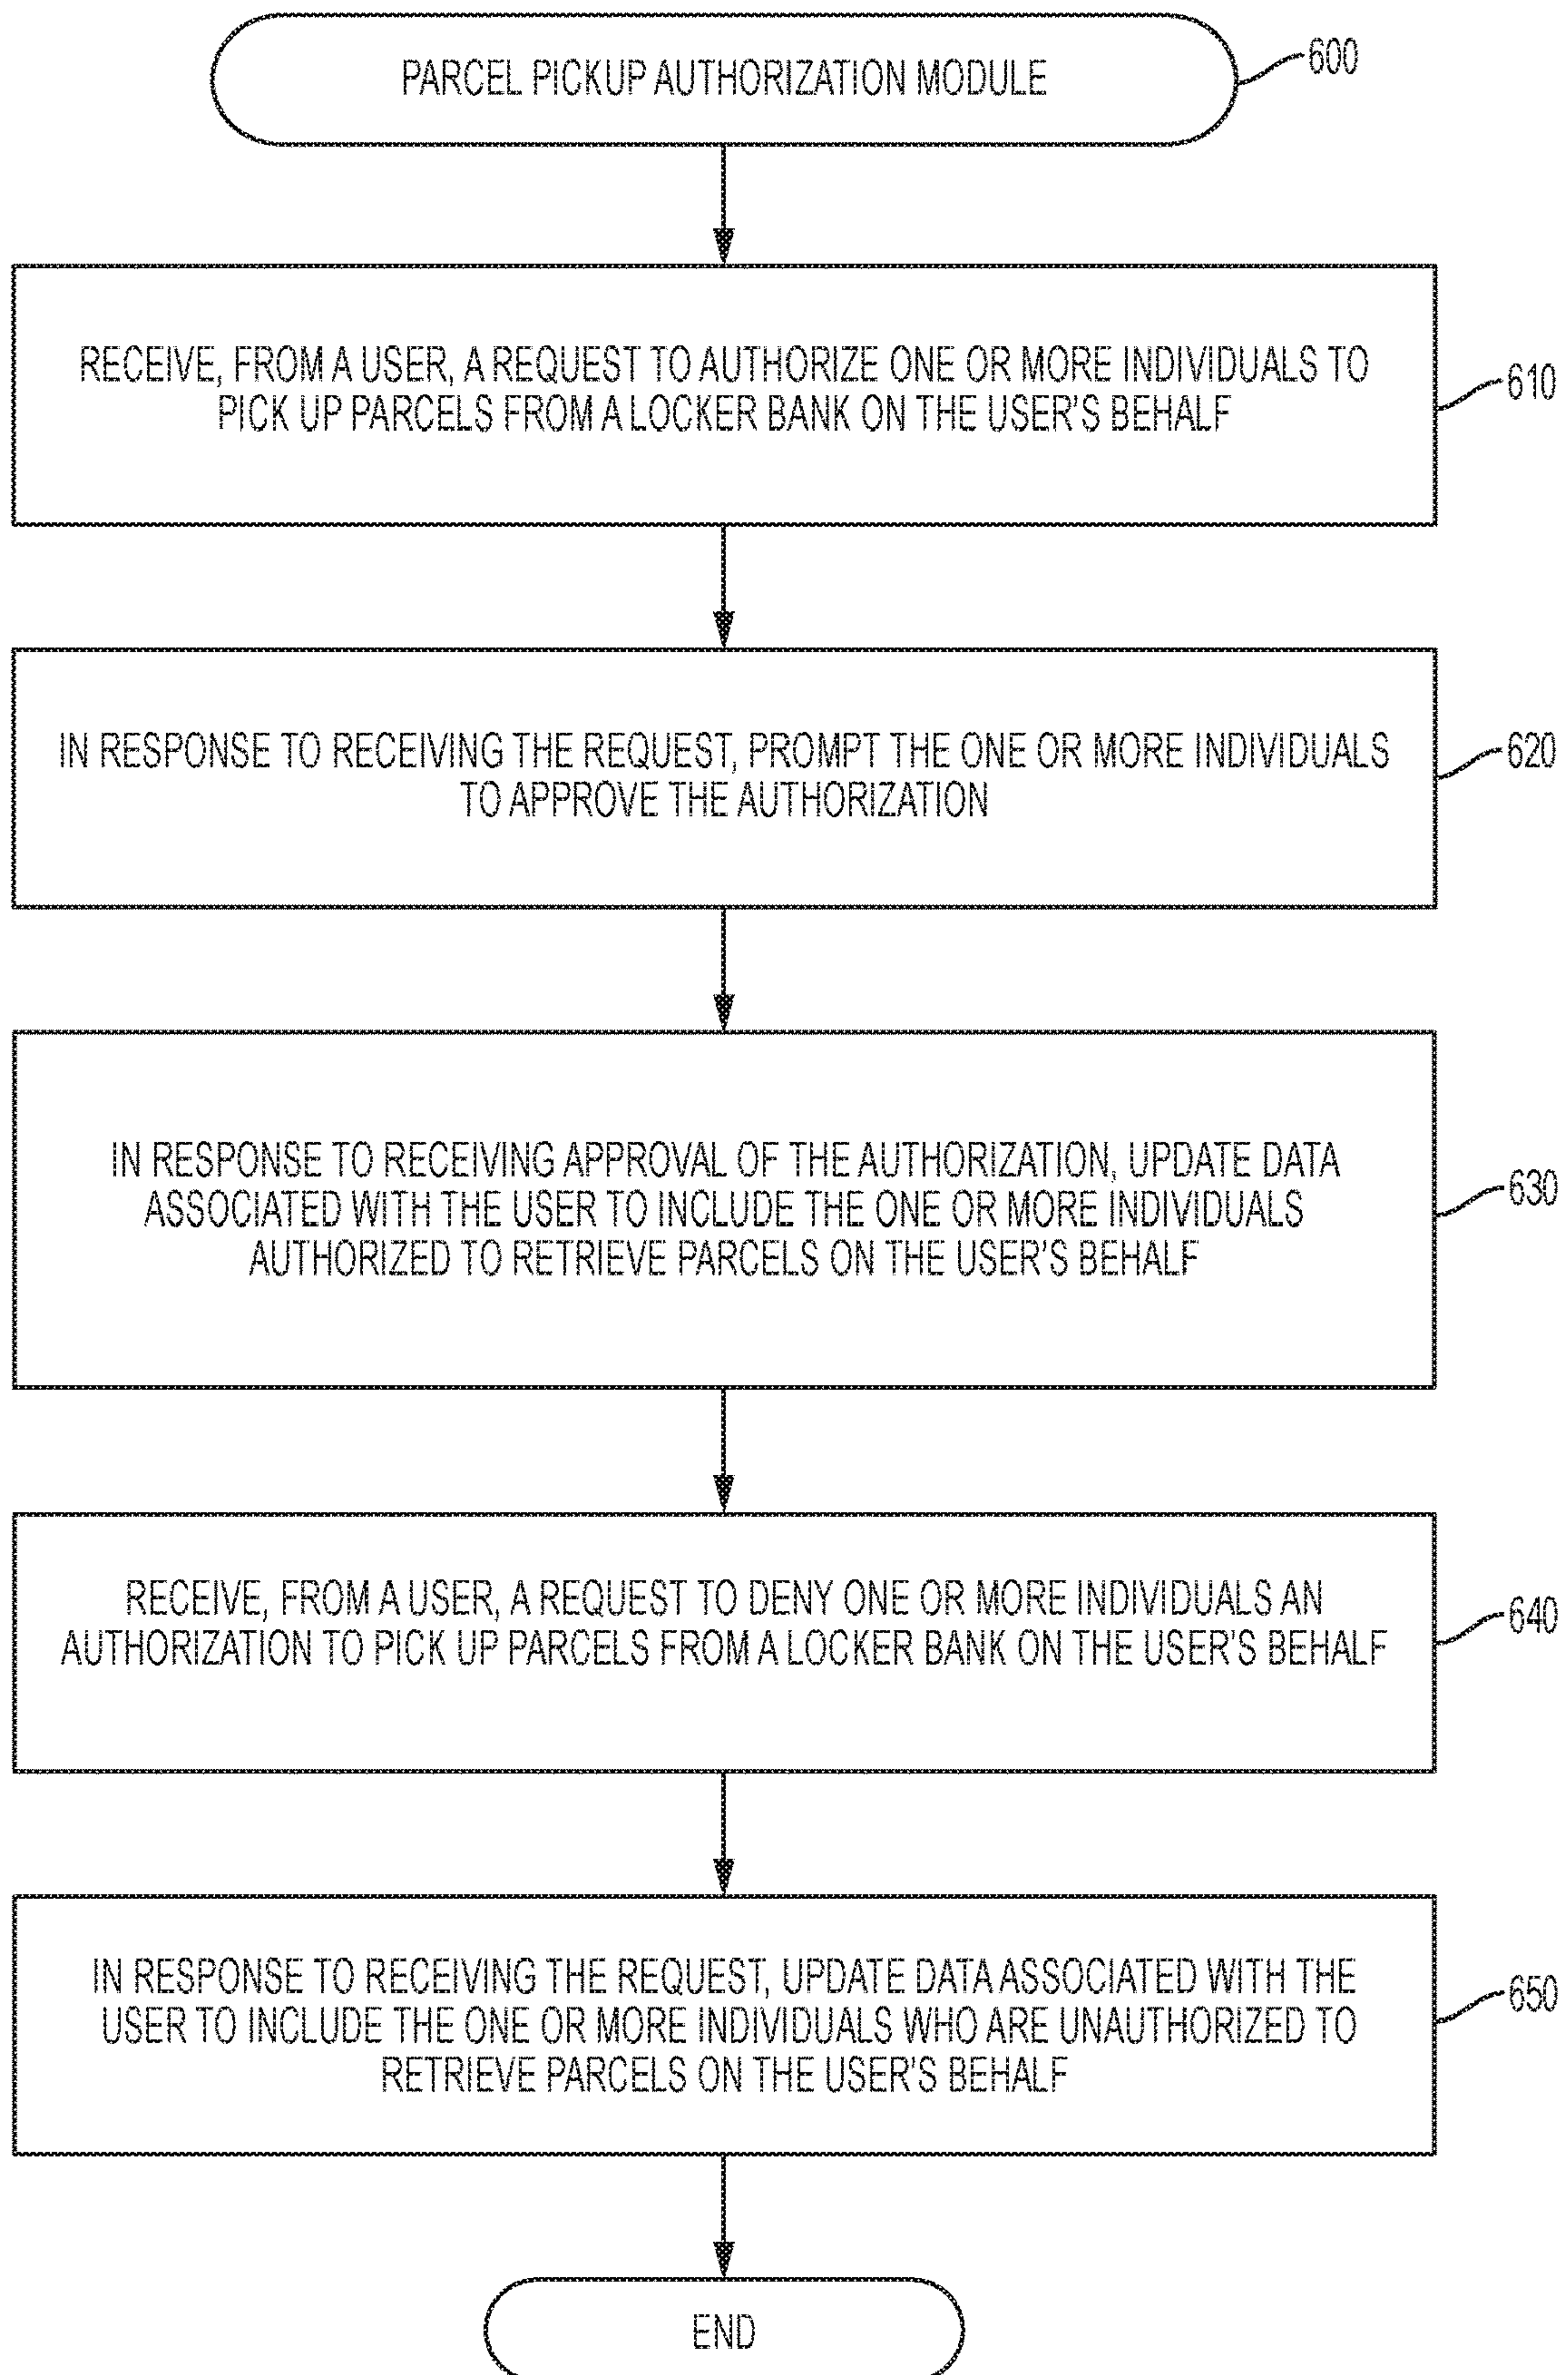 PARCEL PICKUP AUTHORIZATION MODULE
600
RECEIVE, FROM A USER, A REQUEST TO AUTHORIZE ONE OR MORE INDIVIDUALS TO
PICK UP PARCELS FROM A LOCKER BANK ON THE USER'S BEHALF
610
IN RESPONSE TO RECEIVING THE REQUEST, PROMPT THE ONE OR MORE INDIVIDUALS
TO APPROVE THE AUTHORIZATION
620
IN RESPONSE TO RECEIVING APPROVAL OF THE AUTHORIZATION, UPDATE DATA
ASSOCIATED WITH THE USER TO INCLUDE THE ONE OR MORE INDIVIDUALS
AUTHORIZED TO RETRIEVE PARCELS ON THE USER'S BEHALF
630
RECEIVE, FROM A USER, A REQUEST TO DENY ONE OR MORE INDIVIDUALS AN
AUTHORIZATION TO PICK UP PARCELS FROM A LOCKER BANK ON THE USER'S BEHALF
640
IN RESPONSE TO RECEIVING THE REQUEST, UPDATE DATA ASSOCIATED WITH THE
USER TO INCLUDE THE ONE OR MORE INDIVIDUALS WHO ARE UNAUTHORIZED TO
RETRIEVE PARCELS ON THE USER'S BEHALF
650
END